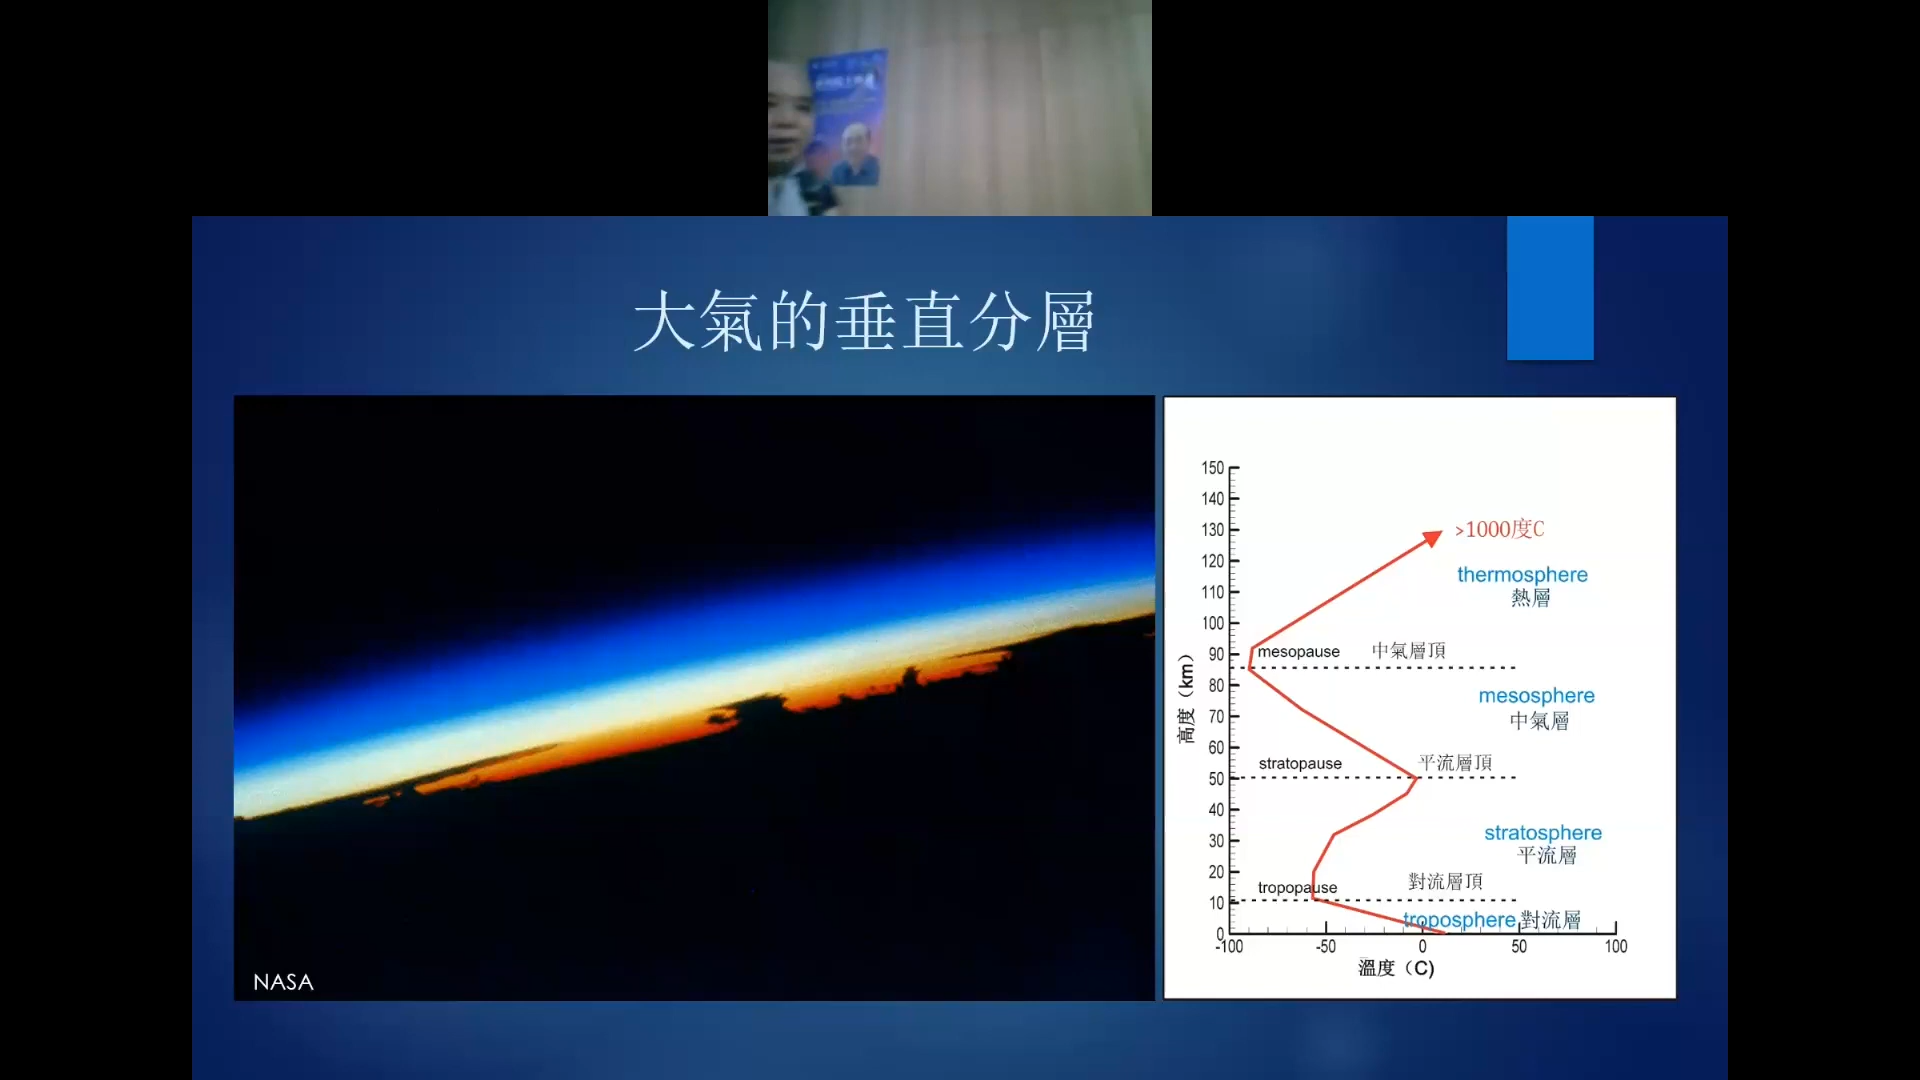 大氣的垂直分層
NASA
150
140
130
120
110
100
90
80
70
60
50
40
30
20
10
0
高度（km）
>1000度C
thermosphere
熱層
mesopause 中氣層頂
mesosphere
中氣層
stratopause 平流層頂
stratosphere
平流層
tropopause 對流層頂
troposphere 對流層
-100 -50 0 50 100
溫度（C)